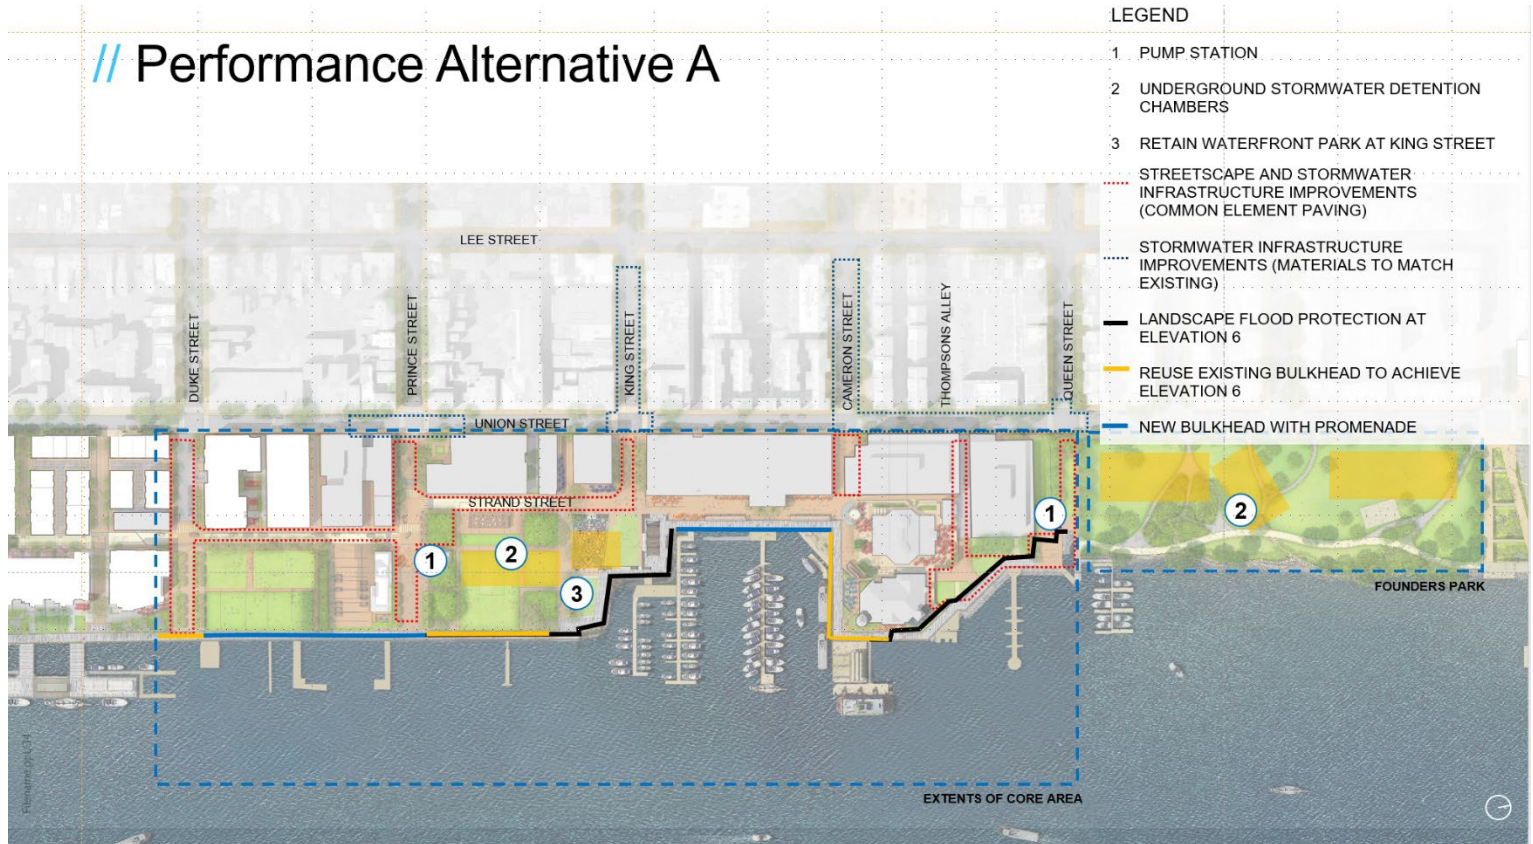 // Performance Alternative A
LEGEND
1 PUMP STATION
2 UNDERGROUND STORMWATER DETENTION
CHAMBERS
3 RETAIN WATERFRONT PARK AT KING STREET
STREETSCAPE AND STORMWATER
INFRASTRUCTURE IMPROVEMENTS
(COMMON ELEMENT PAVING)
STORMWATER INFRASTRUCTURE
IMPROVEMENTS (MATERIALS TO MATCH
EXISTING)
LANDSCAPE FLOOD PROTECTION AT
ELEVATION 6
REUSE EXISTING BULKHEAD TO ACHIEVE
ELEVATION 6
NEW BULKHEAD WITH PROMENADE
LEE STREET
DUKE STREET
PRINCE STREET
KING STREET
CAMERON STREET
THOMPSONS ALLEY
QUEEN STREET
UNION STREET
STRAND STREET
1
2
3
1
2
FOUNDERS PARK
EXTENTS OF CORE AREA
Filename.ppt/34